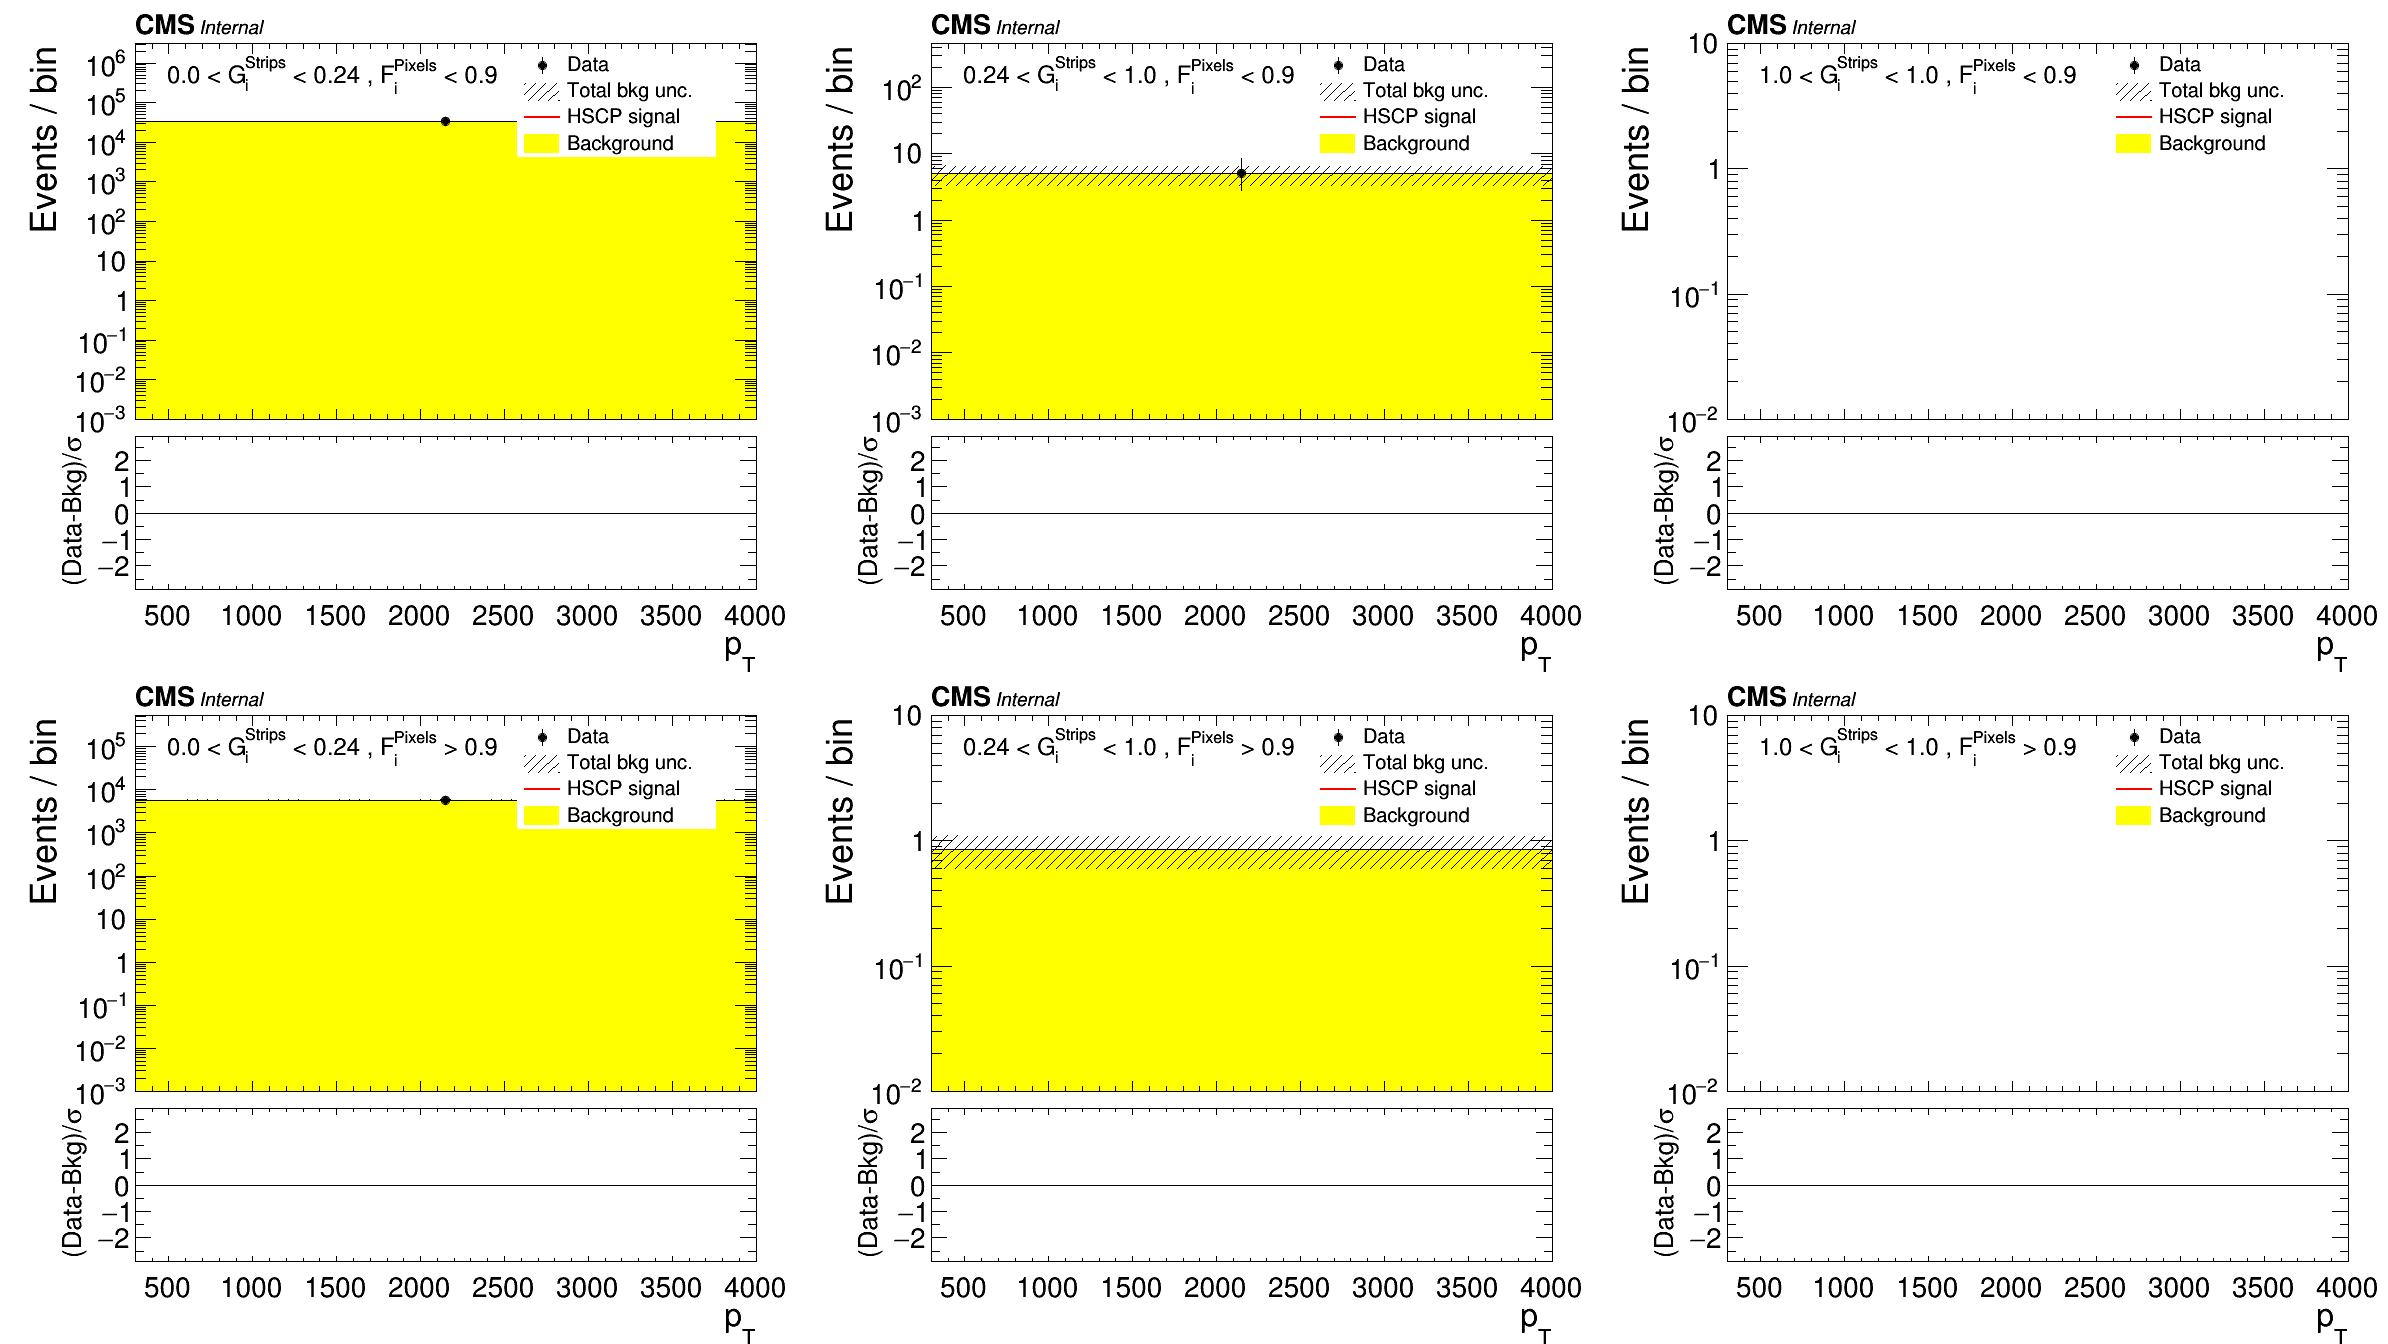 CMS Internal
Events / bin
0.0 < G_i^Strips < 0.24 , F_i^Pixels < 0.9
Data
Total bkg unc.
HSCP signal
Background
10^6
10^5
10^4
10^3
10^2
10
1
10^−1
10^−2
10^−3
(Data-Bkg)/σ
2
1
0
−1
−2
500 1000 1500 2000 2500 3000 3500 4000
p_T
CMS Internal
Events / bin
0.24 < G_i^Strips < 1.0 , F_i^Pixels < 0.9
Data
Total bkg unc.
HSCP signal
Background
10^2
10
1
10^−1
10^−2
10^−3
(Data-Bkg)/σ
2
1
0
−1
−2
500 1000 1500 2000 2500 3000 3500 4000
p_T
CMS Internal
Events / bin
1.0 < G_i^Strips < 1.0 , F_i^Pixels < 0.9
Data
Total bkg unc.
HSCP signal
Background
10
1
10^−1
10^−2
(Data-Bkg)/σ
2
1
0
−1
−2
500 1000 1500 2000 2500 3000 3500 4000
p_T
CMS Internal
Events / bin
0.0 < G_i^Strips < 0.24 , F_i^Pixels > 0.9
Data
Total bkg unc.
HSCP signal
Background
10^5
10^4
10^3
10^2
10
1
10^−1
10^−2
10^−3
(Data-Bkg)/σ
2
1
0
−1
−2
500 1000 1500 2000 2500 3000 3500 4000
p_T
CMS Internal
Events / bin
0.24 < G_i^Strips < 1.0 , F_i^Pixels > 0.9
Data
Total bkg unc.
HSCP signal
Background
10
1
10^−1
10^−2
(Data-Bkg)/σ
2
1
0
−1
−2
500 1000 1500 2000 2500 3000 3500 4000
p_T
CMS Internal
Events / bin
1.0 < G_i^Strips < 1.0 , F_i^Pixels > 0.9
Data
Total bkg unc.
HSCP signal
Background
10
1
10^−1
10^−2
(Data-Bkg)/σ
2
1
0
−1
−2
500 1000 1500 2000 2500 3000 3500 4000
p_T